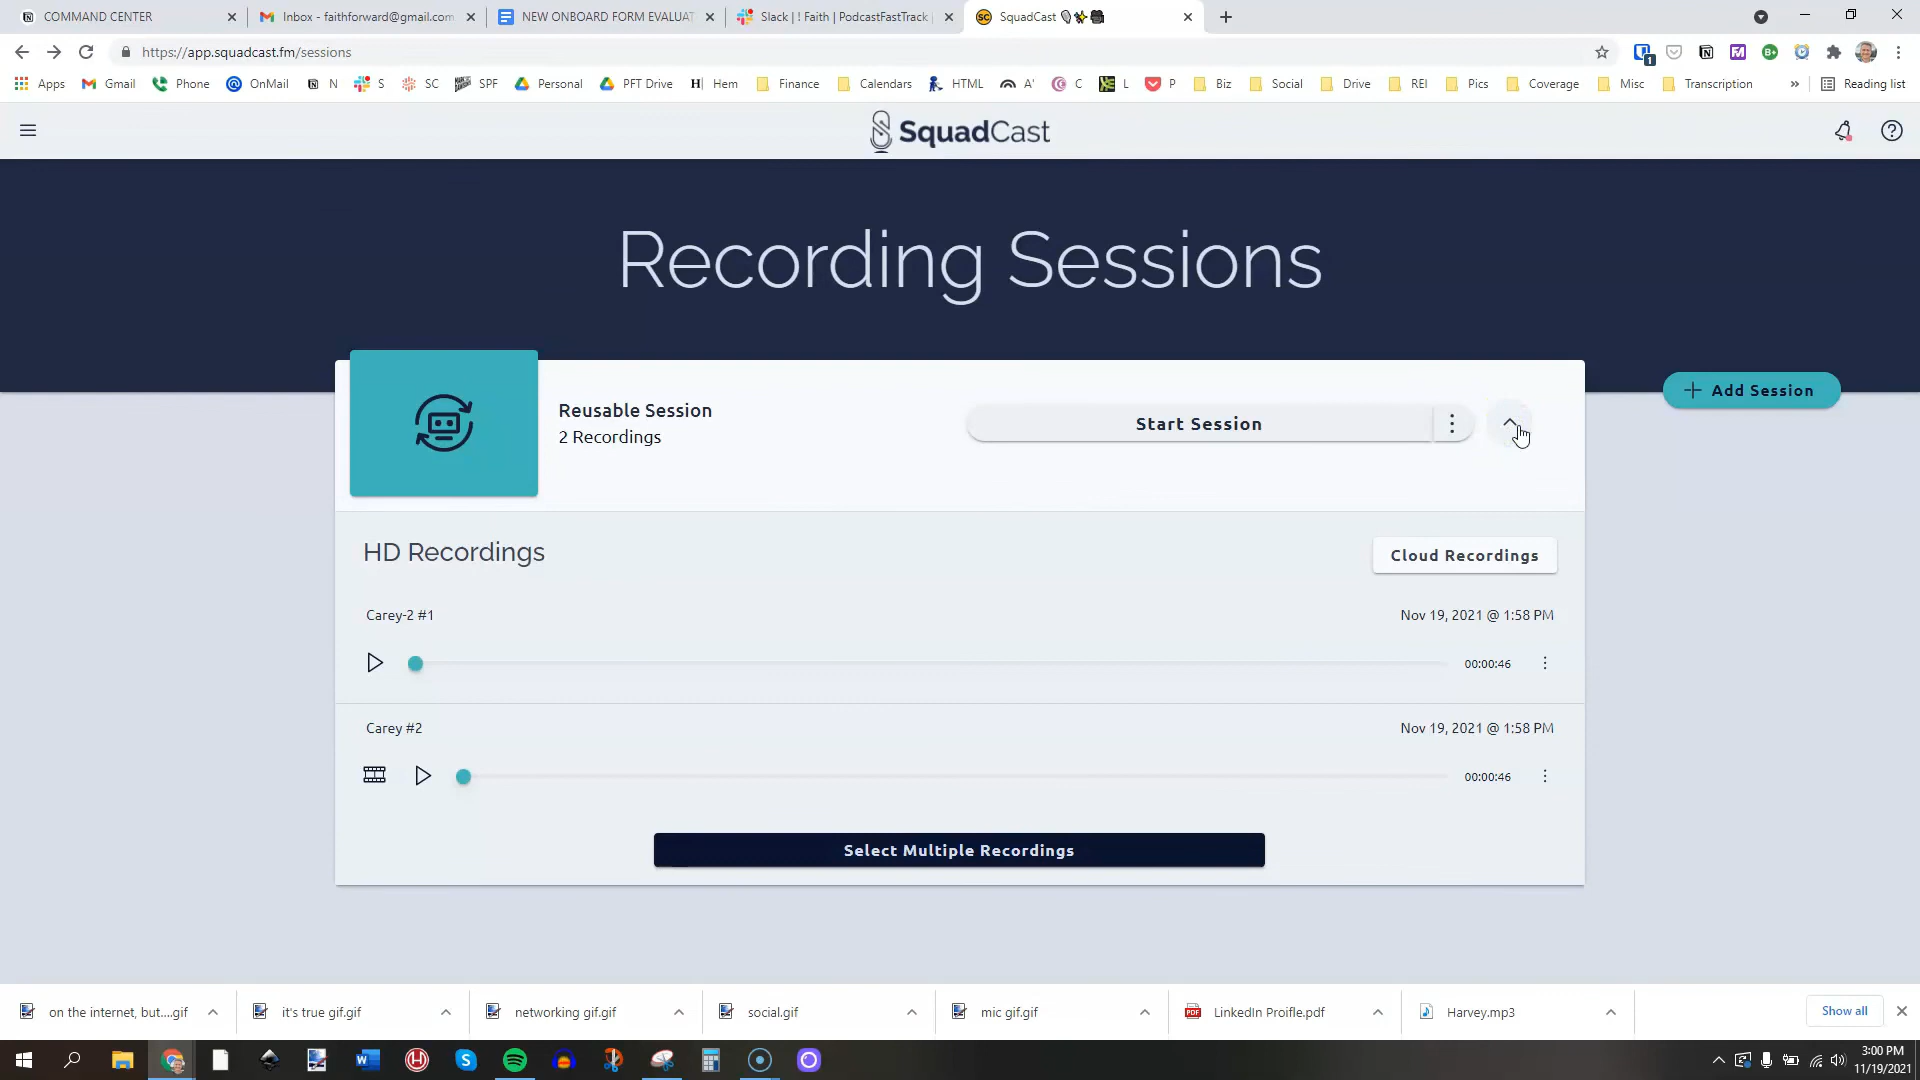 COMMAND CENTER
Inbox - faithforward@gmail.com
NEW ONBOARD FORM EVALUAT
Slack | ! Faith | PodcastFastTrack
SquadCast
https://app.squadcast.fm/sessions
Apps Gmail Phone OnMail N S SC SPF Personal PFT Drive Hem Finance Calendars HTML A' C L P Biz Social Drive REI Pics Coverage Misc Transcription » Reading list
SquadCast
Recording Sessions
Add Session
Reusable Session
2 Recordings
Start Session
HD Recordings
Cloud Recordings
Carey-2 #1
Nov 19, 2021 @ 1:58 PM
00:00:46
Carey #2
Nov 19, 2021 @ 1:58 PM
00:00:46
Select Multiple Recordings
on the internet, but....gif
it's true gif.gif
networking gif.gif
social.gif
mic gif.gif
LinkedIn Proifle.pdf
Harvey.mp3
Show all
3:00 PM
11/19/2021